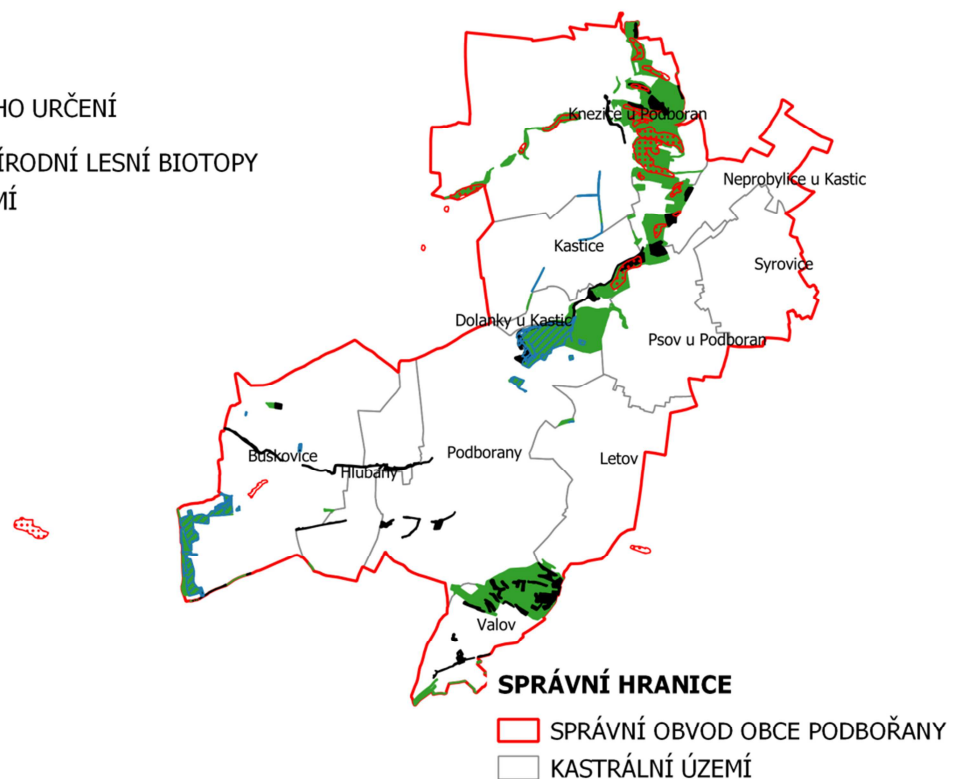 HO URČENÍ
ÍRODNÍ LESNÍ BIOTOPY
MÍ
Knezice u Podboran
Neprobylice u Kastic
Kastice
Syrovice
Dolanky u Kastic
Psov u Podboran
Buskovice
Hlubany
Podborany
Letov
Valov
SPRÁVNÍ HRANICE
SPRÁVNÍ OBVOD OBCE PODBOŘANY
KASTRÁLNÍ ÚZEMÍ